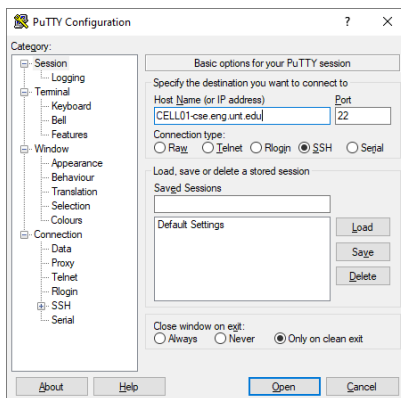 PuTTY Configuration ? ×
Category:
Session
Logging
Terminal
Keyboard
Bell
Features
Window
Appearance
Behaviour
Translation
Selection
Colours
Connection
Data
Proxy
Telnet
Rlogin
SSH
Serial
Basic options for your PuTTY session
Specify the destination you want to connect to
Host Name (or IP address) Port
CELL01-cse.eng.unt.edu 22
Connection type:
Raw Telnet Rlogin SSH Serial
Load, save or delete a stored session
Saved Sessions
Default Settings
Load
Save
Delete
Close window on exit:
Always Never Only on clean exit
About Help Open Cancel